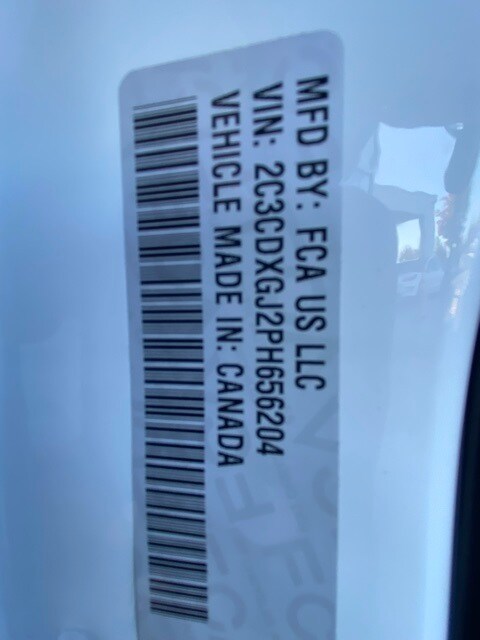 MFD BY: FCA US LLC
VIN: 2C3CDXGJ2PH656204
VEHICLE MADE IN: CANADA